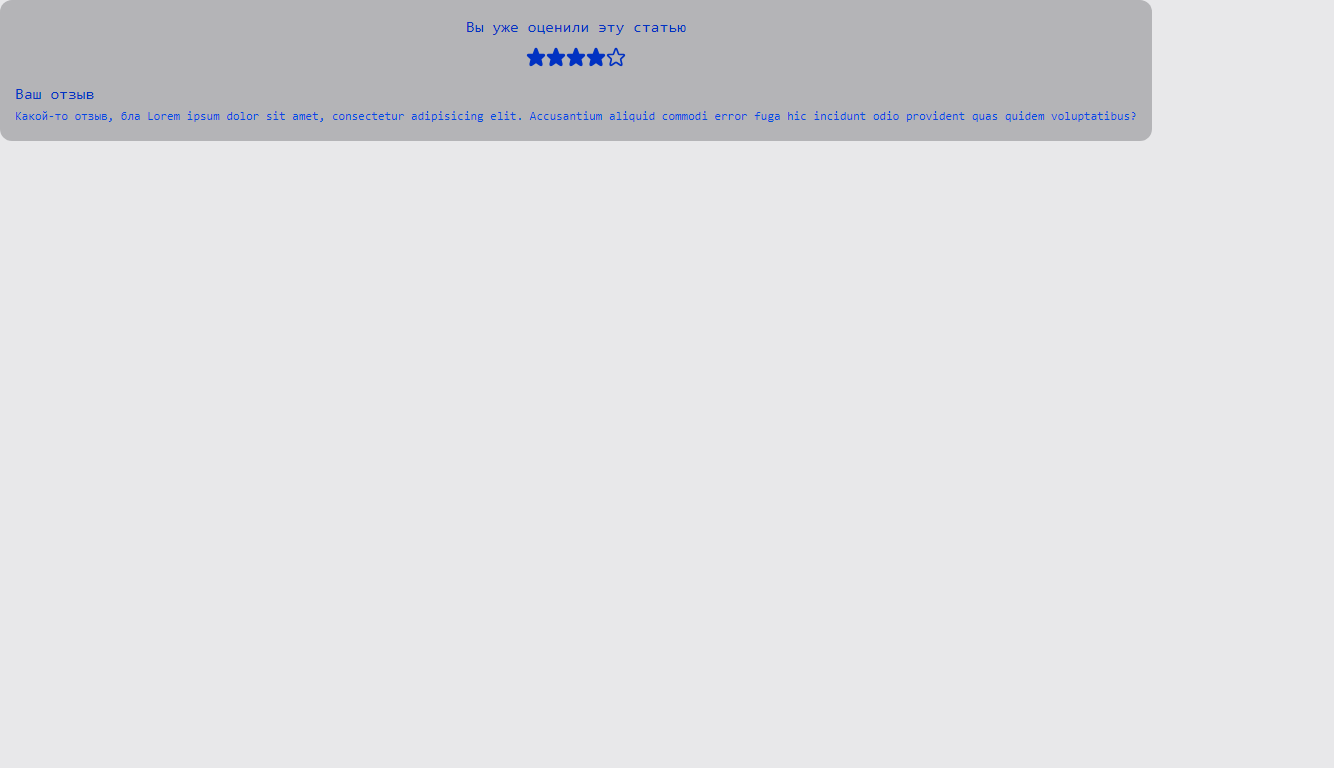 Вы уже оценили эту статью
Ваш отзыв
Какой-то отзыв, бла Lorem ipsum dolor sit amet, consectetur adipisicing elit. Accusantium aliquid commodi error fuga hic incidunt odio provident quas quidem voluptatibus?